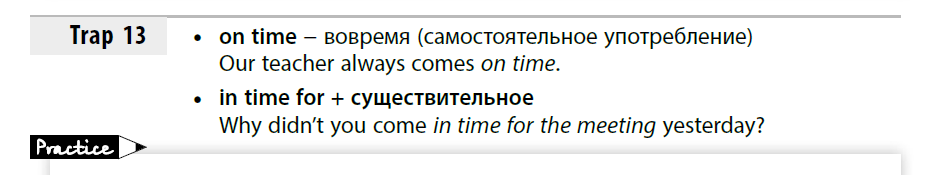 Trap 13
• on time – вовремя (самостоятельное употребление)
Our teacher always comes on time.
• in time for + существительное
Why didn’t you come in time for the meeting yesterday?
Practice